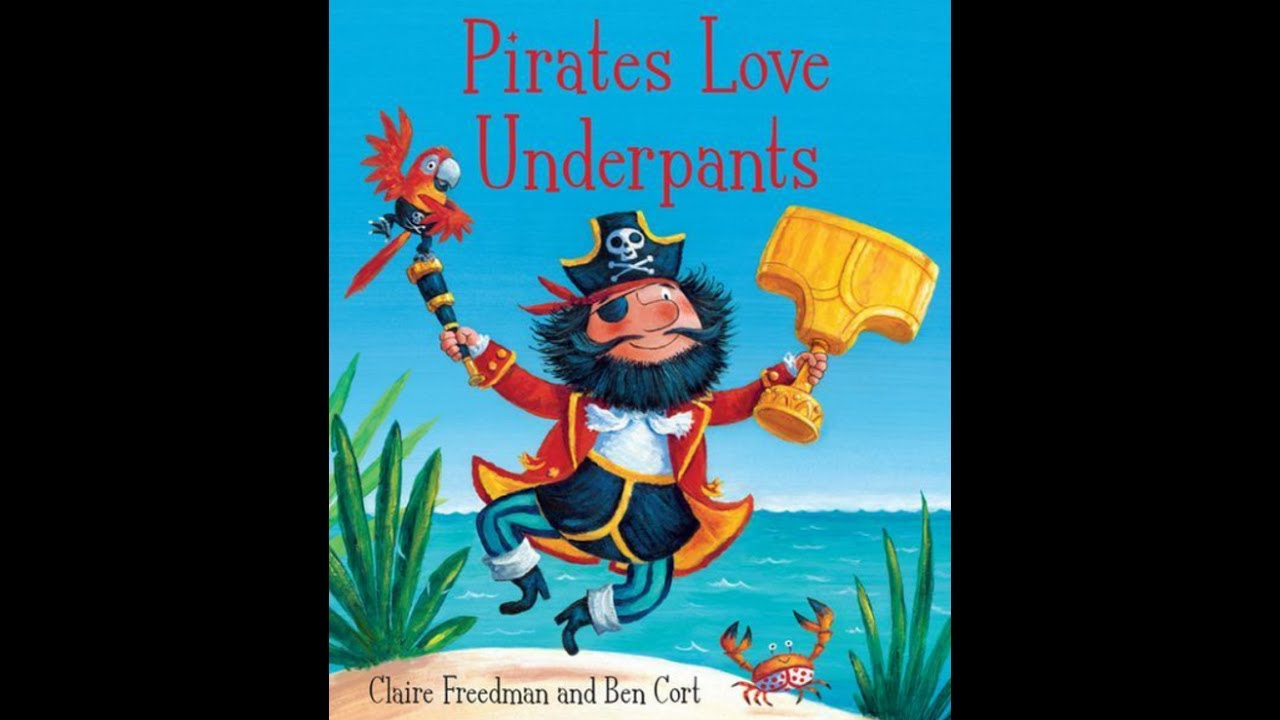 Pirates Love
Underpants
Claire Freedman and Ben Cort